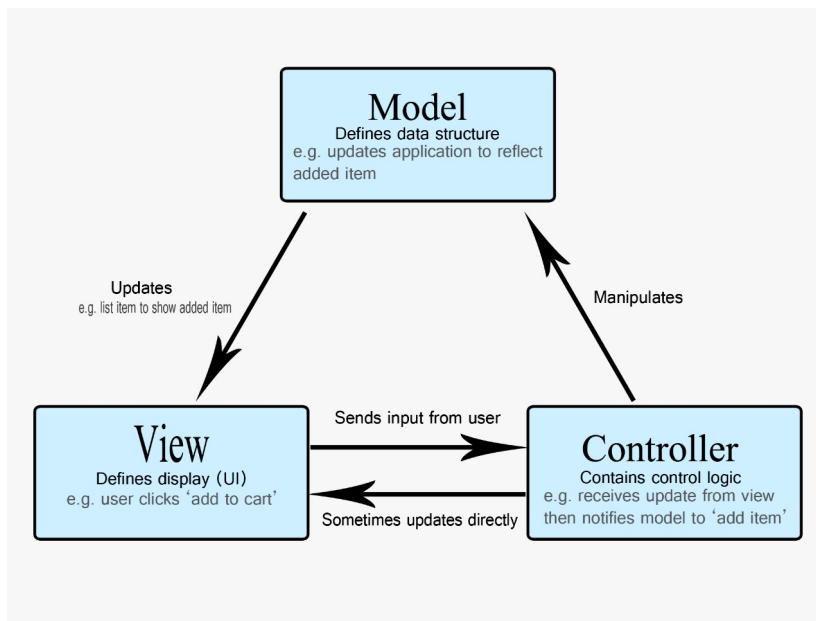 Model
Defines data structure
e.g. updates application to reflect
added item
Updates
e.g. list item to show added item
Manipulates
View
Defines display (UI)
e.g. user clicks ‘add to cart’
Sends input from user
Sometimes updates directly
Controller
Contains control logic
e.g. receives update from view
then notifies model to ‘add item’